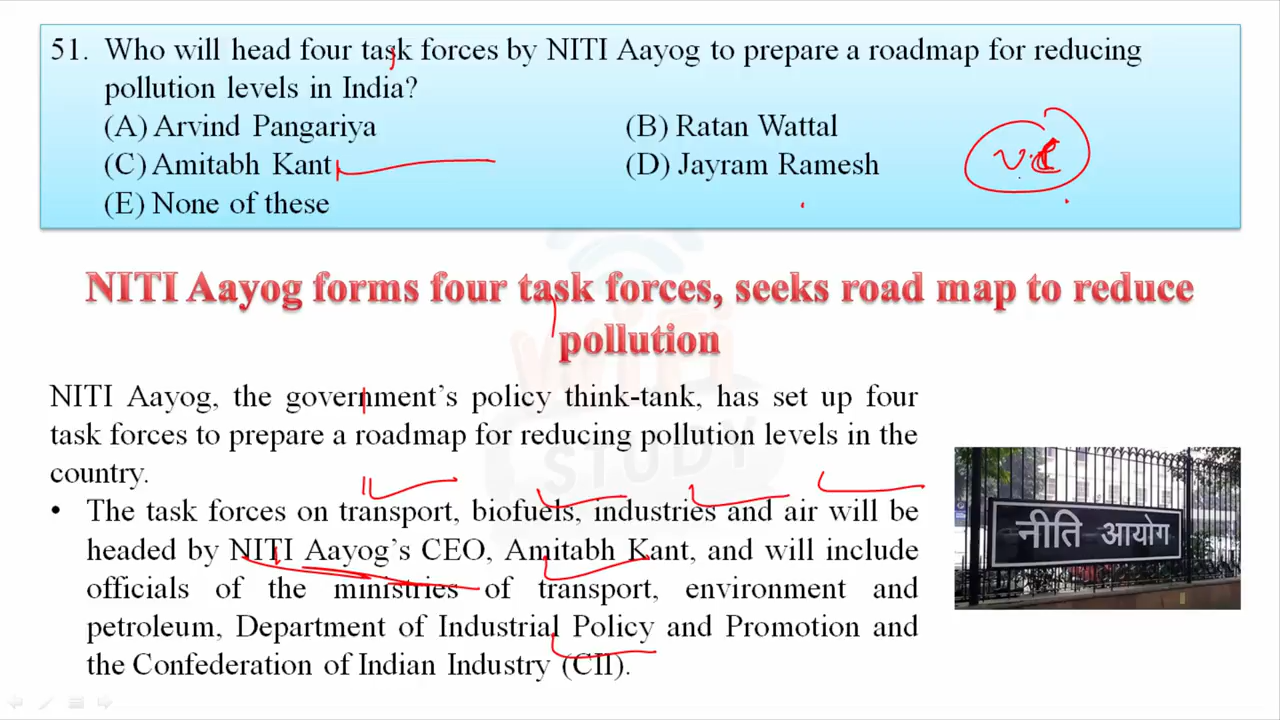 51. Who will head four task forces by NITI Aayog to prepare a roadmap for reducing
pollution levels in India?
(A) Arvind Pangariya (B) Ratan Wattal
(C) Amitabh Kant (D) Jayram Ramesh
(E) None of these
NITI Aayog forms four task forces, seeks road map to reduce
pollution
NITI Aayog, the government's policy think-tank, has set up four
task forces to prepare a roadmap for reducing pollution levels in the
country.
• The task forces on transport, biofuels, industries and air will be
headed by NITI Aayog's CEO, Amitabh Kant, and will include
officials of the ministries of transport, environment and
petroleum, Department of Industrial Policy and Promotion and
the Confederation of Indian Industry (CII).
नीति आयोग
wifi
STUDY